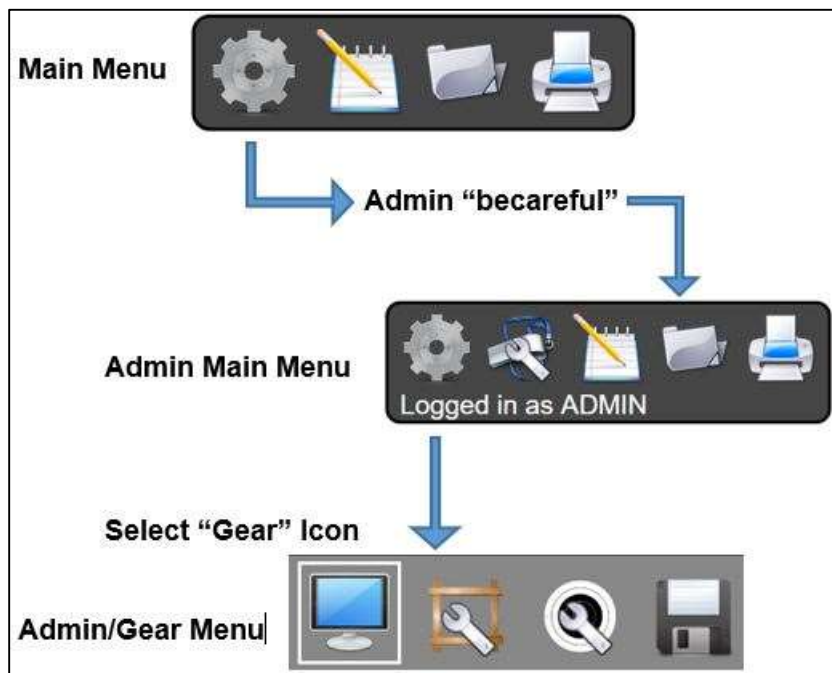 Main Menu
Admin “becareful”
Admin Main Menu
Logged in as ADMIN
Select “Gear” Icon
Admin/Gear Menu